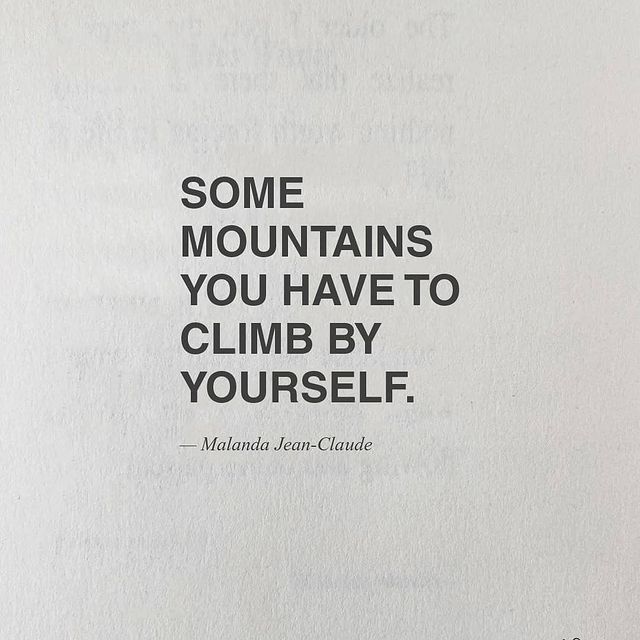 SOME
MOUNTAINS
YOU HAVE TO
CLIMB BY
YOURSELF.
— Malanda Jean-Claude